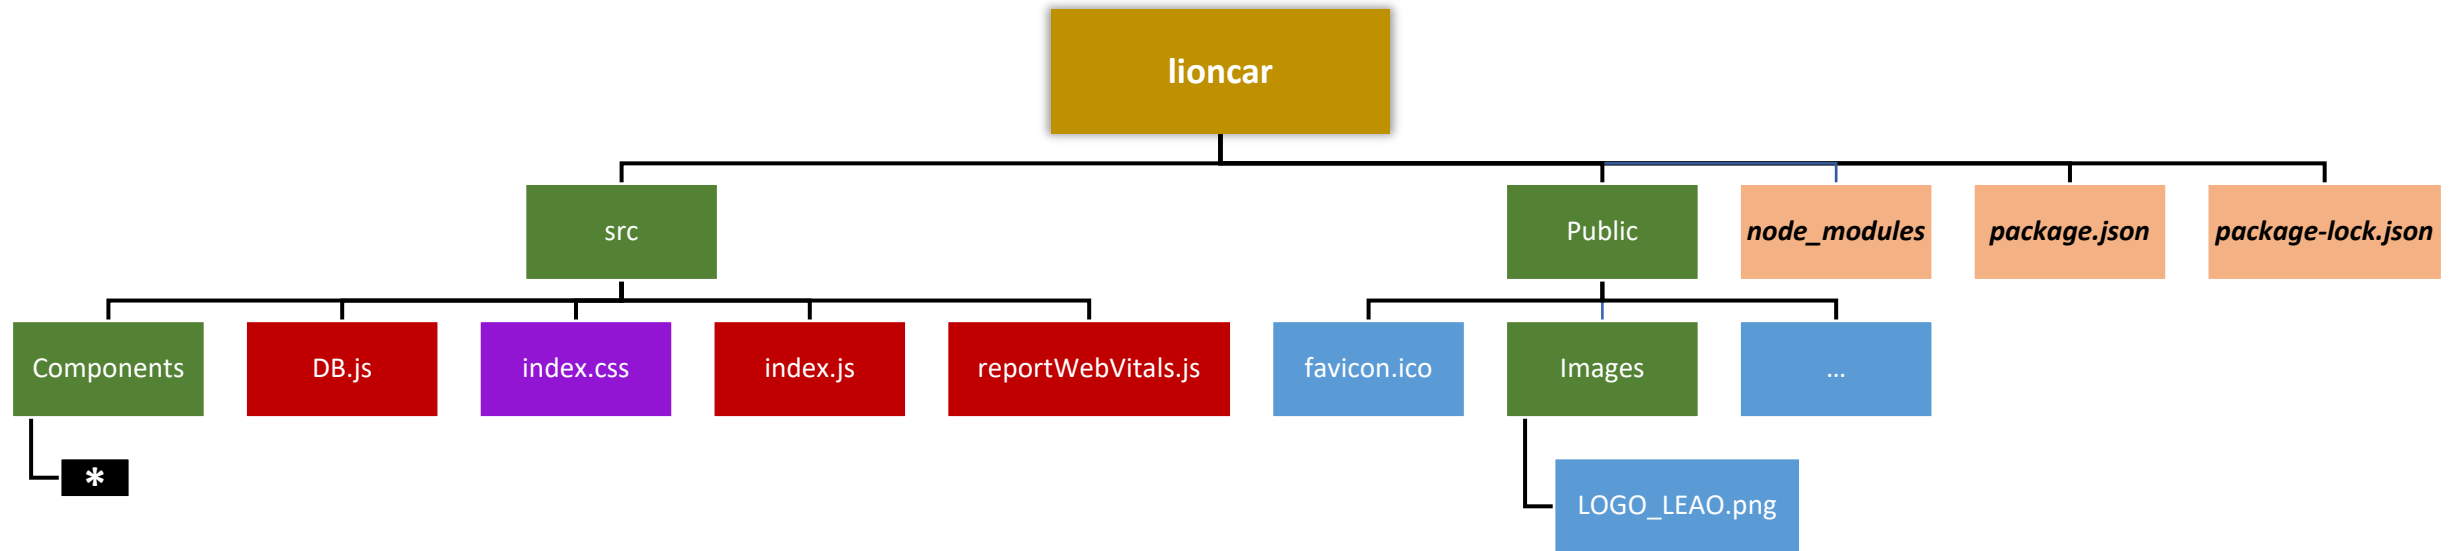 lioncar
src
Public
node_modules
package.json
package-lock.json
Components
DB.js
index.css
index.js
reportWebVitals.js
favicon.ico
Images
...
*
LOGO_LEAO.png